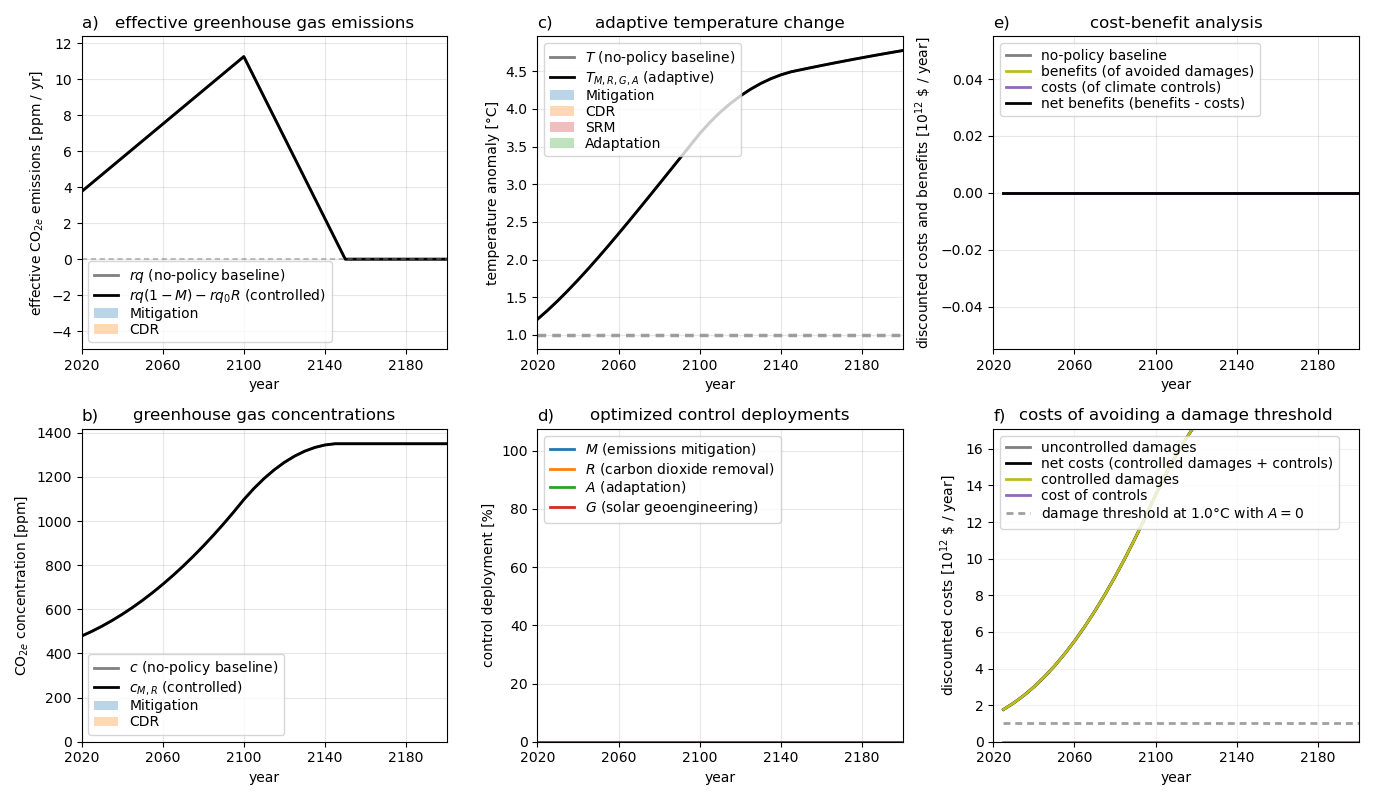 a) effective greenhouse gas emissions
12
10
8
6
4
2
0
−2
−4
effective CO₂ₑ emissions [ppm / yr]
rq (no-policy baseline)
rq(1 − M) − rq₀R (controlled)
Mitigation
CDR
2020 2060 2100 2140 2180
year
c) adaptive temperature change
4.5
4.0
3.5
3.0
2.5
2.0
1.5
1.0
temperature anomaly [°C]
T (no-policy baseline)
T_{M,R,G,A} (adaptive)
Mitigation
CDR
SRM
Adaptation
2020 2060 2100 2140 2180
year
e) cost-benefit analysis
0.04
0.02
0.00
−0.02
−0.04
discounted costs and benefits [10¹² $ / year]
no-policy baseline
benefits (of avoided damages)
costs (of climate controls)
net benefits (benefits - costs)
2020 2060 2100 2140 2180
year
b) greenhouse gas concentrations
1400
1200
1000
800
600
400
200
0
CO₂ₑ concentration [ppm]
c (no-policy baseline)
c_{M,R} (controlled)
Mitigation
CDR
2020 2060 2100 2140 2180
year
d) optimized control deployments
100
80
60
40
20
0
control deployment [%]
M (emissions mitigation)
R (carbon dioxide removal)
A (adaptation)
G (solar geoengineering)
2020 2060 2100 2140 2180
year
f) costs of avoiding a damage threshold
16
14
12
10
8
6
4
2
0
discounted costs [10¹² $ / year]
uncontrolled damages
net costs (controlled damages + controls)
controlled damages
cost of controls
damage threshold at 1.0°C with A = 0
2020 2060 2100 2140 2180
year